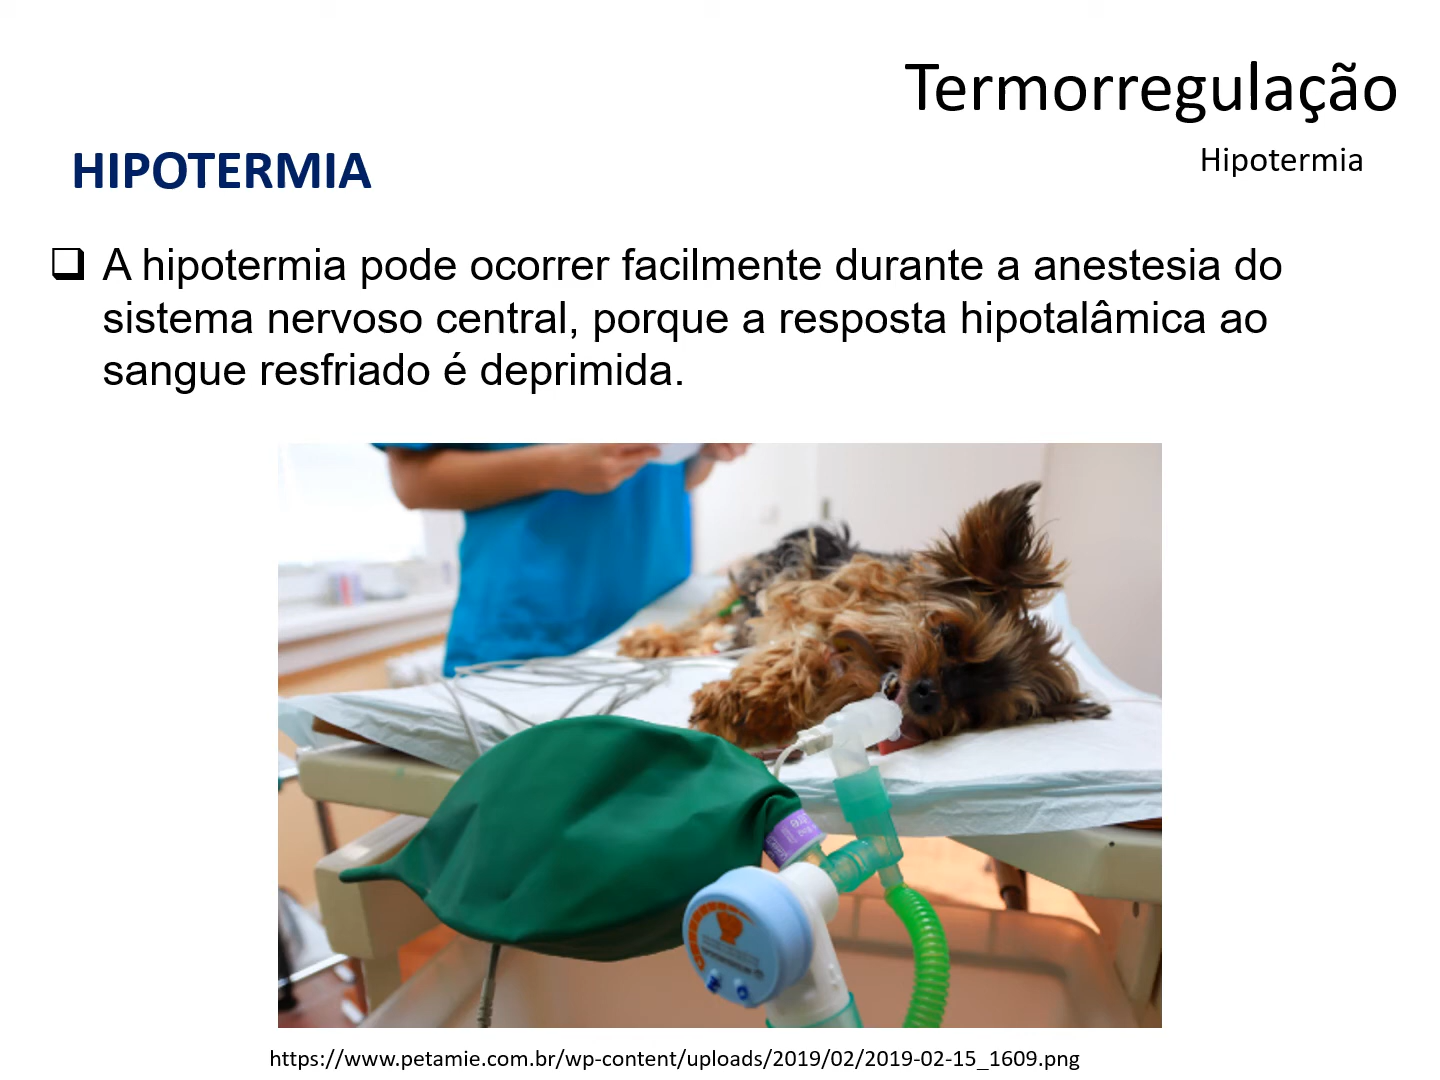 Termorregulação
Hipotermia
HIPOTERMIA
❑ A hipotermia pode ocorrer facilmente durante a anestesia do
sistema nervoso central, porque a resposta hipotalâmica ao
sangue resfriado é deprimida.
https://www.petamie.com.br/wp-content/uploads/2019/02/2019-02-15_1609.png